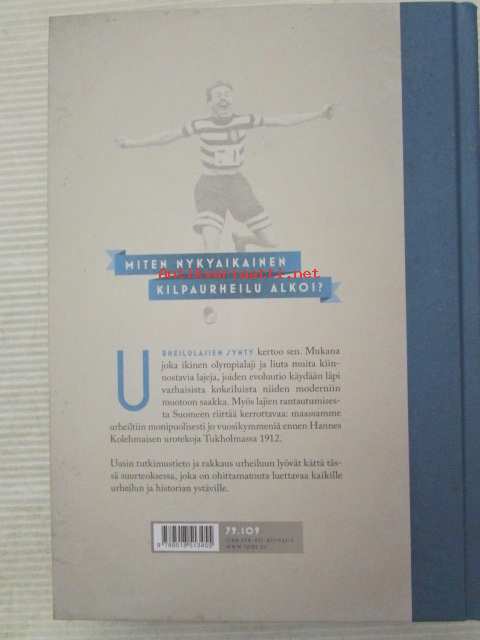 MITEN NYKYAIKAINEN
Antikvariaatti.net
KILPAURHEILU ALKOI?
URHEILULAJIEN SYNTY kertoo sen. Mukana
joka ikinen olympialaji ja liuta muita kiin-
nostavia lajeja, joiden evoluutio käydään läpi
varhaisista kokeiluista niiden moderniin
muotoon saakka. Myös lajien rantautumises-
ta Suomeen riittää kerrottavaa: maassamme
urheiltiin monipuolisesti jo vuosikymmeniä ennen Hannes
Kolehmaisen urotekoja Tukholmassa 1912.
Uusin tutkimustieto ja rakkaus urheiluun lyövät kättä täs-
sä suurteoksessa, joka on ohittamatonta luettavaa kaikille
urheilun ja historian ystäville.
79.109